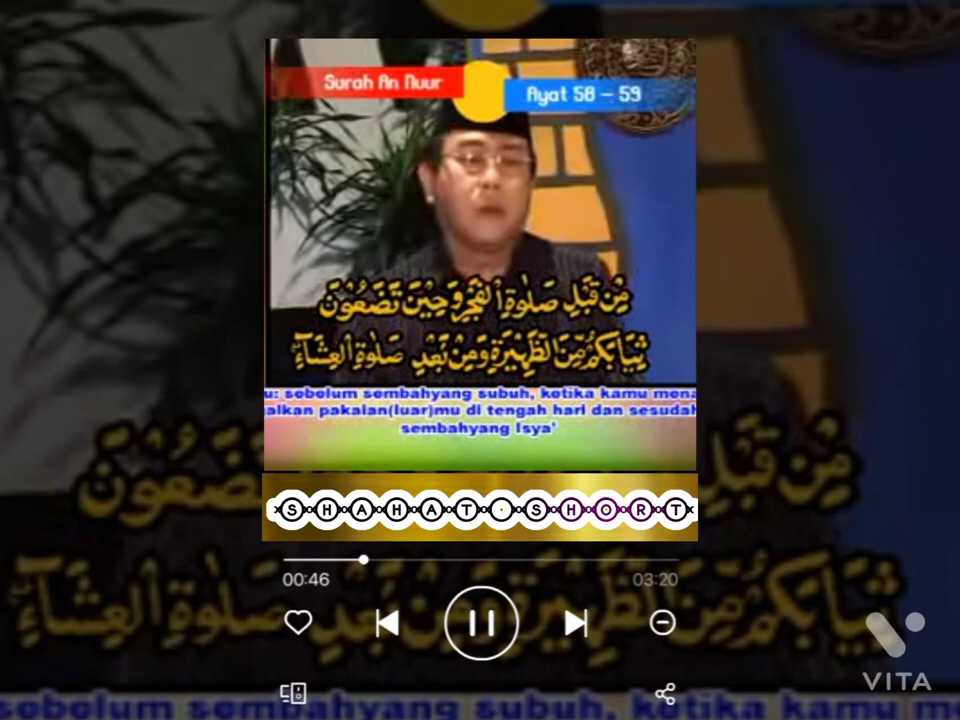 Surah An Nuur
Ayat 58 – 59
مِّن قَبْلِ صَلَوٰةِ ٱلْفَجْرِ وَحِينَ تَضَعُونَ
ثِيَابَكُم مِّنَ ٱلظَّهِيرَةِ وَمِنۢ بَعْدِ صَلَوٰةِ ٱلْعِشَآءِ
u: sebelum sembahyang subuh, ketika kamu mena
alkan pakaian(luar)mu di tengah hari dan sesudah
sembahyang Isya'
SHAHAT·SHORT
00:46
03:20
VITA